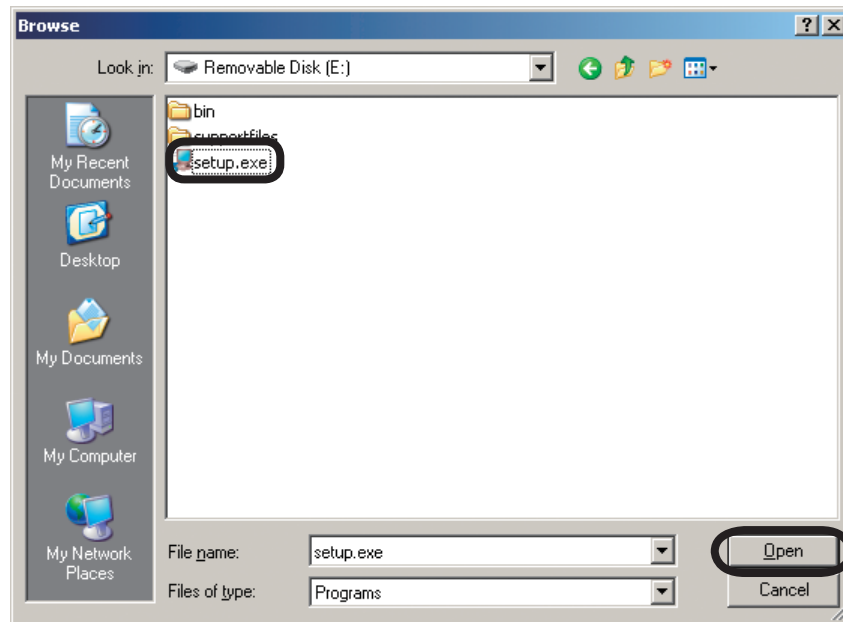 Browse
Look in:
Removable Disk (E:)
My Recent
Documents
Desktop
My Documents
My Computer
My Network
Places
bin
supportfiles
setup.exe
File name:
setup.exe
Open
Files of type:
Programs
Cancel